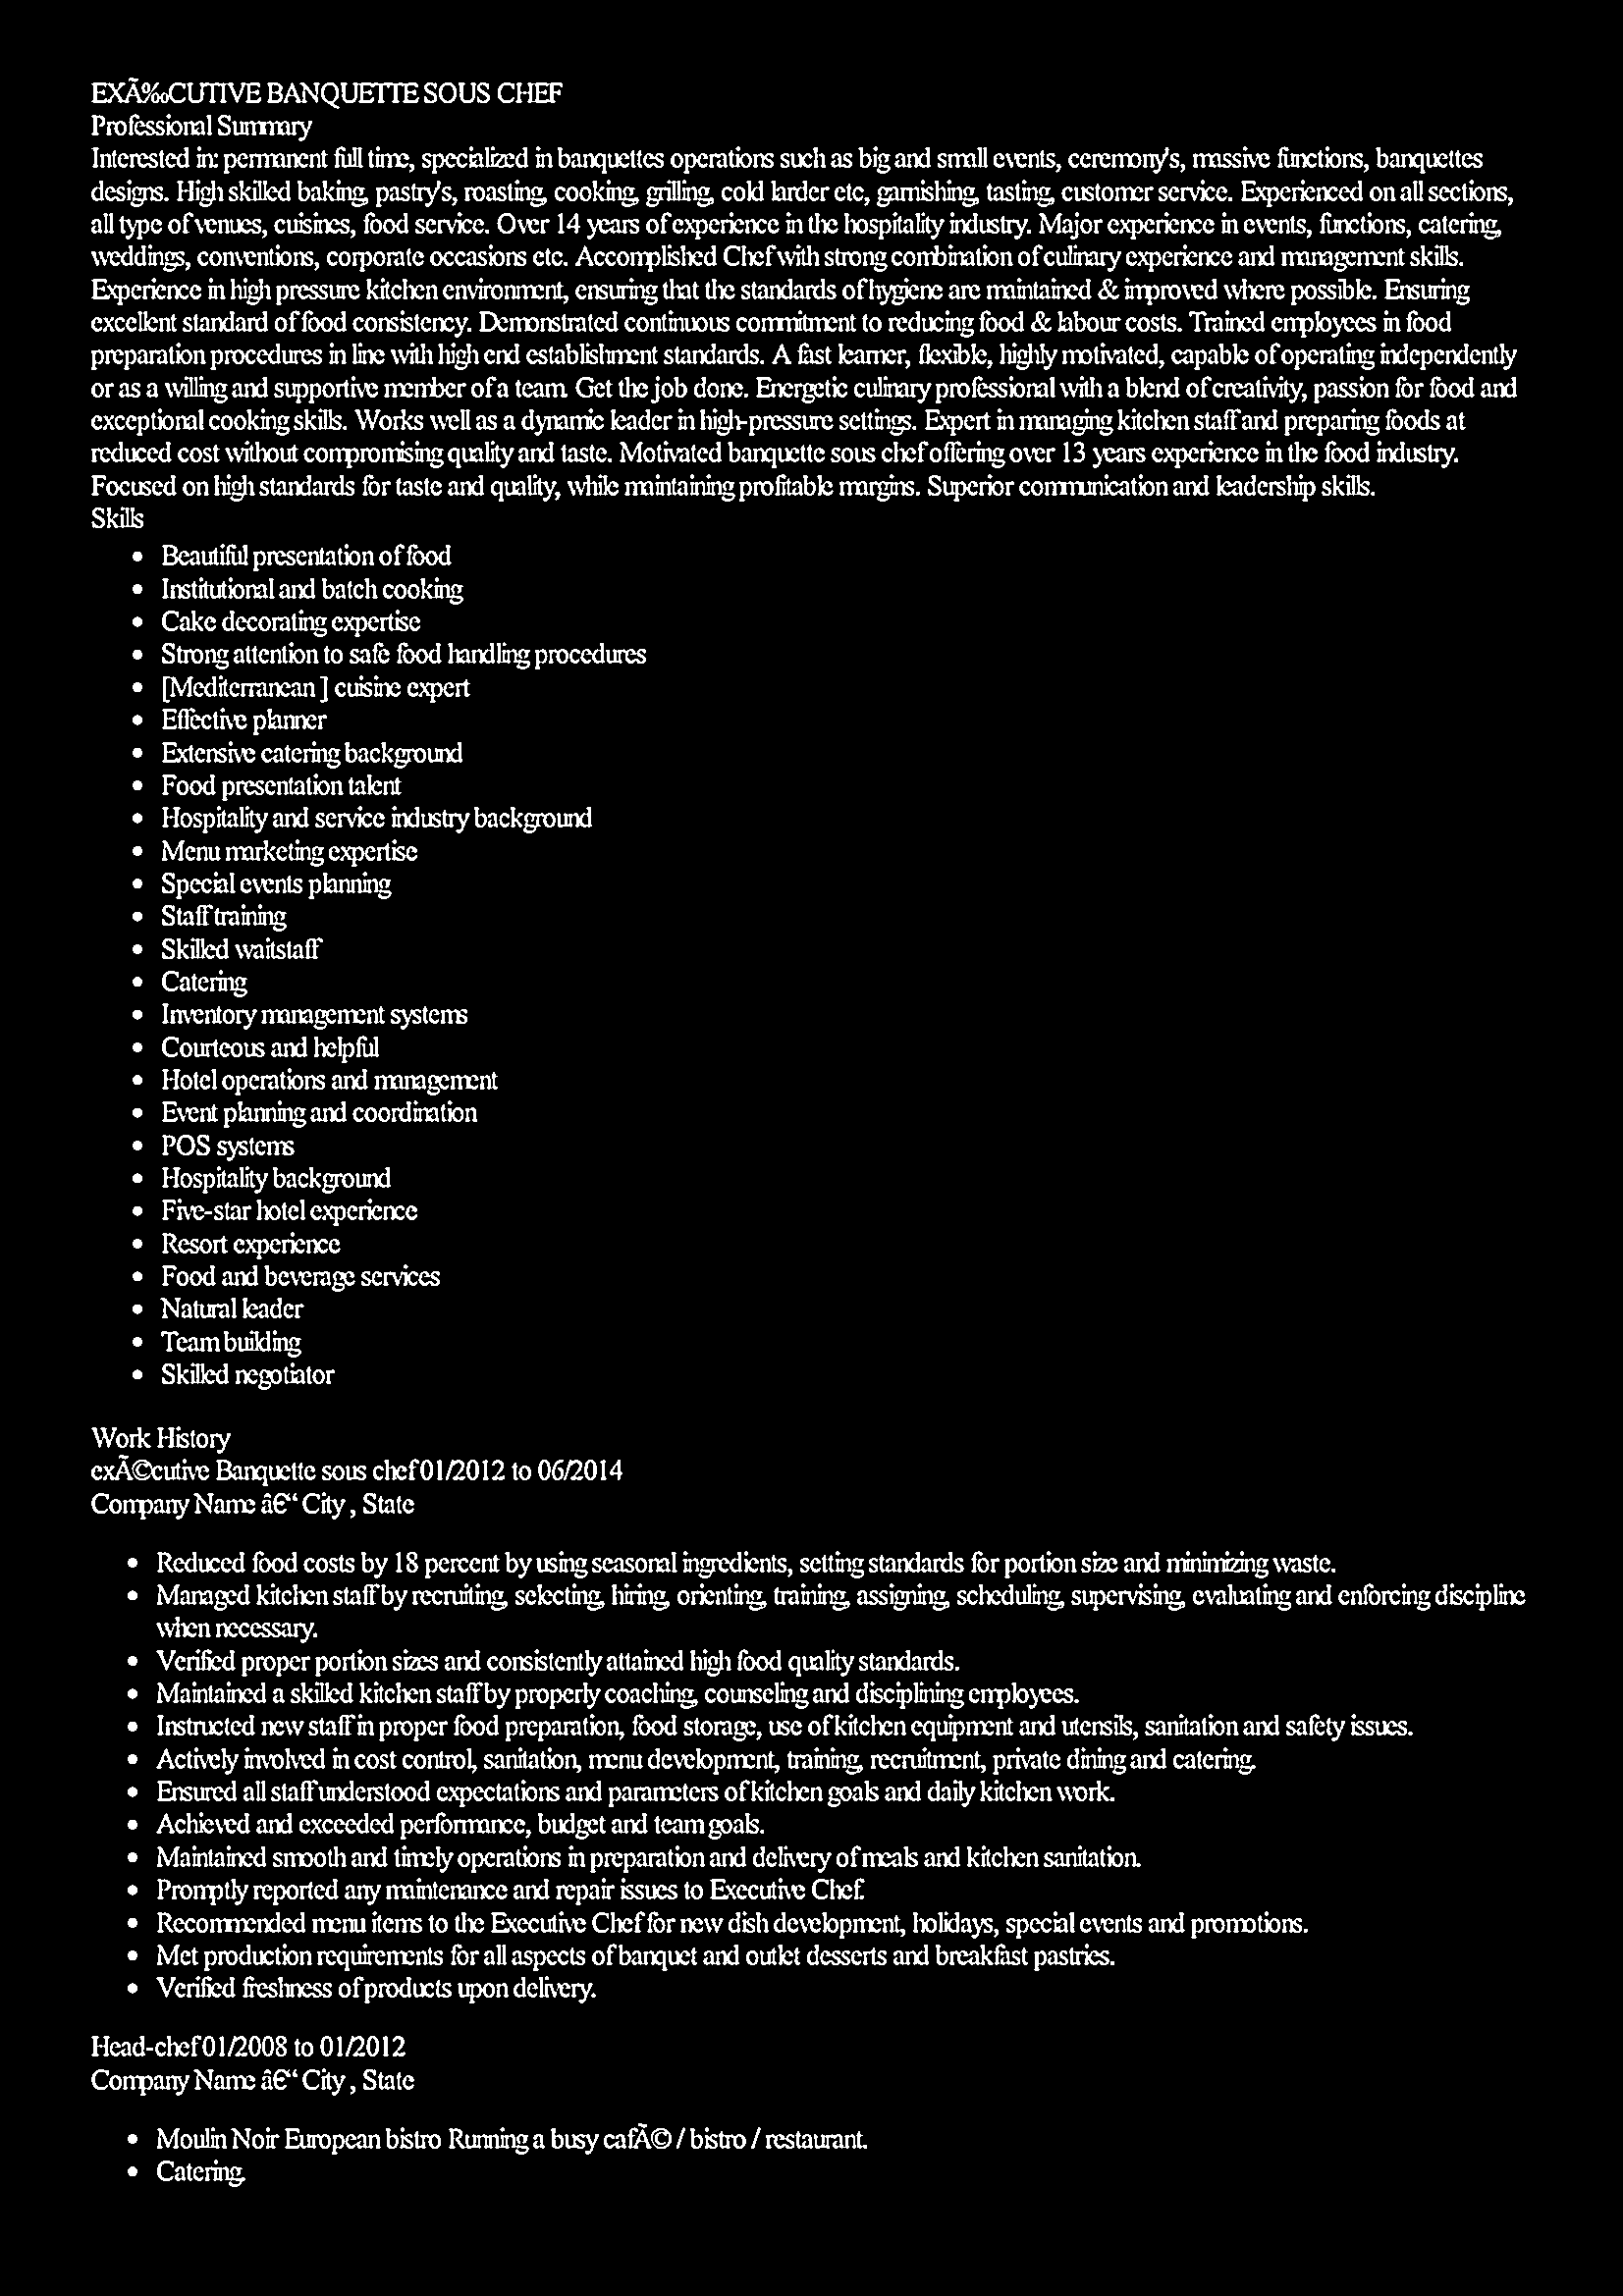 EXÃ‰CUTIVE BANQUETTE SOUS CHEF
Professional Summary
Interested in: permanent full time, specialized in banquettes operations such as big and small events, ceremony's, massive functions, banquettes
designs. High skilled baking, pastry's, roasting, cooking, grilling, cold larder etc, garnishing, tasting, customer service. Experienced on all sections,
all type of venues, cuisines, food service. Over 14 years of experience in the hospitality industry. Major experience in events, functions, catering,
weddings, conventions, corporate occasions etc. Accomplished Chef with strong combination of culinary experience and management skills.
Experience in high pressure kitchen environment, ensuring that the standards of hygiene are maintained & improved where possible. Ensuring
excellent standard of food consistency. Demonstrated continuous commitment to reducing food & labour costs. Trained employees in food
preparation procedures in line with high end establishment standards. A fast learner, flexible, highly motivated, capable of operating independently
or as a willing and supportive member of a team. Get the job done. Energetic culinary professional with a blend of creativity, passion for food and
exceptional cooking skills. Works well as a dynamic leader in high-pressure settings. Expert in managing kitchen staff and preparing foods at
reduced cost without compromising quality and taste. Motivated banquette sous chef offering over 13 years experience in the food industry.
Focused on high standards for taste and quality, while maintaining profitable margins. Superior communication and leadership skills.
Skills
• Beautiful presentation of food
• Institutional and batch cooking
• Cake decorating expertise
• Strong attention to safe food handling procedures
• [Mediterranean ] cuisine expert
• Effective planner
• Extensive catering background
• Food presentation talent
• Hospitality and service industry background
• Menu marketing expertise
• Special events planning
• Staff training
• Skilled waitstaff
• Catering
• Inventory management systems
• Courteous and helpful
• Hotel operations and management
• Event planning and coordination
• POS systems
• Hospitality background
• Five-star hotel experience
• Resort experience
• Food and beverage services
• Natural leader
• Team building
• Skilled negotiator
Work History
exÃ©cutive Banquette sous chef 01/2012 to 06/2014
Company Name â€“ City , State
• Reduced food costs by 18 percent by using seasonal ingredients, setting standards for portion size and minimizing waste.
• Managed kitchen staff by recruiting, selecting, hiring, orienting, training, assigning, scheduling, supervising, evaluating and enforcing discipline
when necessary.
• Verified proper portion sizes and consistently attained high food quality standards.
• Maintained a skilled kitchen staff by properly coaching, counseling and disciplining employees.
• Instructed new staff in proper food preparation, food storage, use of kitchen equipment and utensils, sanitation and safety issues.
• Actively involved in cost control, sanitation, menu development, training, recruitment, private dining and catering.
• Ensured all staff understood expectations and parameters of kitchen goals and daily kitchen work.
• Achieved and exceeded performance, budget and team goals.
• Maintained smooth and timely operations in preparation and delivery of meals and kitchen sanitation.
• Promptly reported any maintenance and repair issues to Executive Chef.
• Recommended menu items to the Executive Chef for new dish development, holidays, special events and promotions.
• Met production requirements for all aspects of banquet and outlet desserts and breakfast pastries.
• Verified freshness of products upon delivery.
Head-chef 01/2008 to 01/2012
Company Name â€“ City , State
• Moulin Noir European bistro Running a busy cafÃ© / bistro / restaurant.
• Catering.